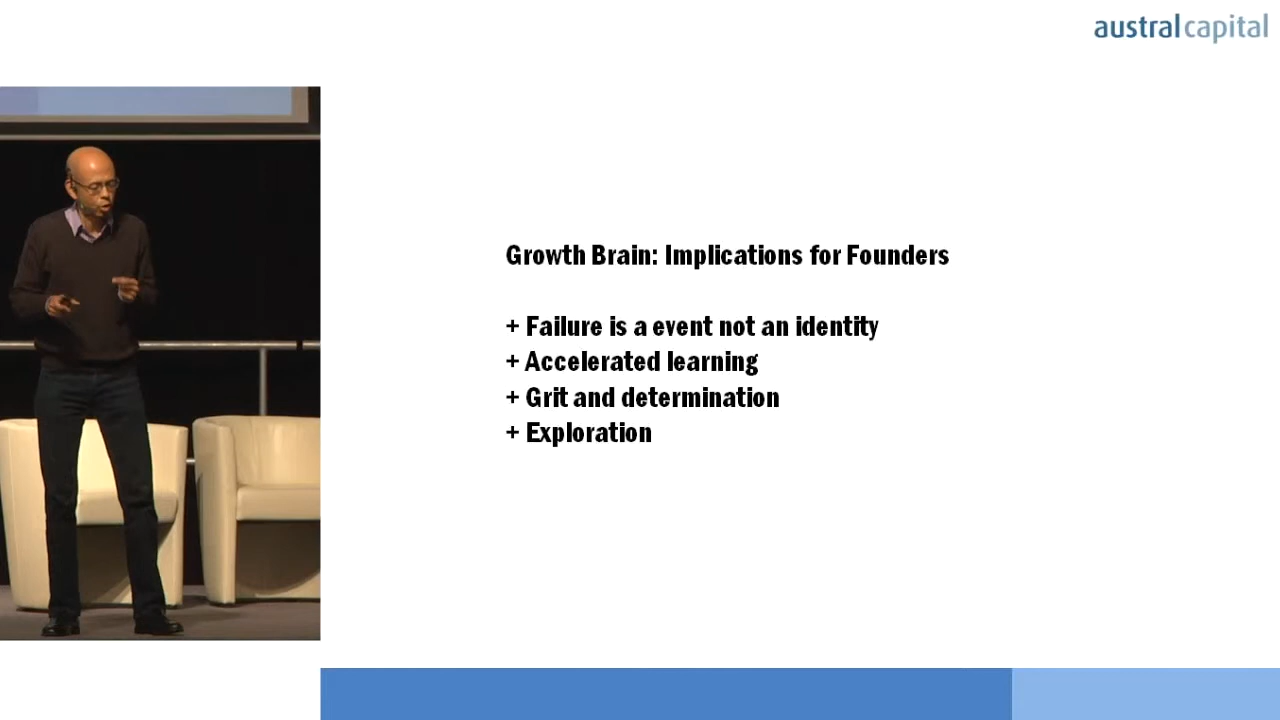 australcapital
Growth Brain: Implications for Founders
+ Failure is a event not an identity
+ Accelerated learning
+ Grit and determination
+ Exploration